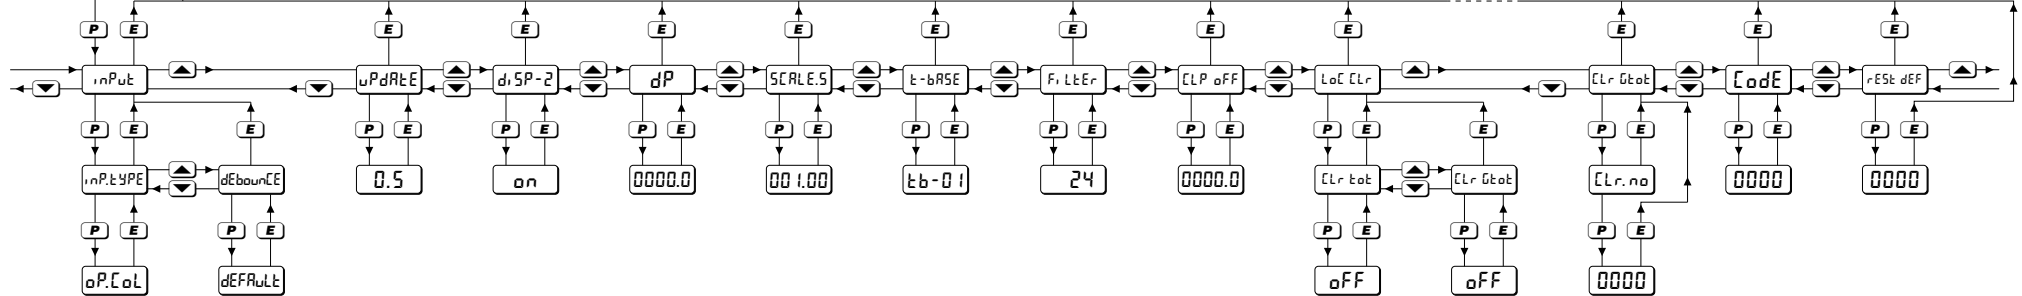 P E E E E E E E E E E E E
inPut uPdAtE diSP-2 dP SCALE.S t-bASE FiLtEr CLP oFF LoC CLr CLr Gtot CodE rESt dEF
P E E P E P E P E P E P E P E P E P E E P E P E P E
inP.tYPE dEbounCE 0.5 on 0000.0 001.00 tb-01 24 0000.0 CLr tot CLr Gtot CLr.no 0000 0000
P E P E P E P E P E
oP.CoL dEFAuLt oFF oFF 0000